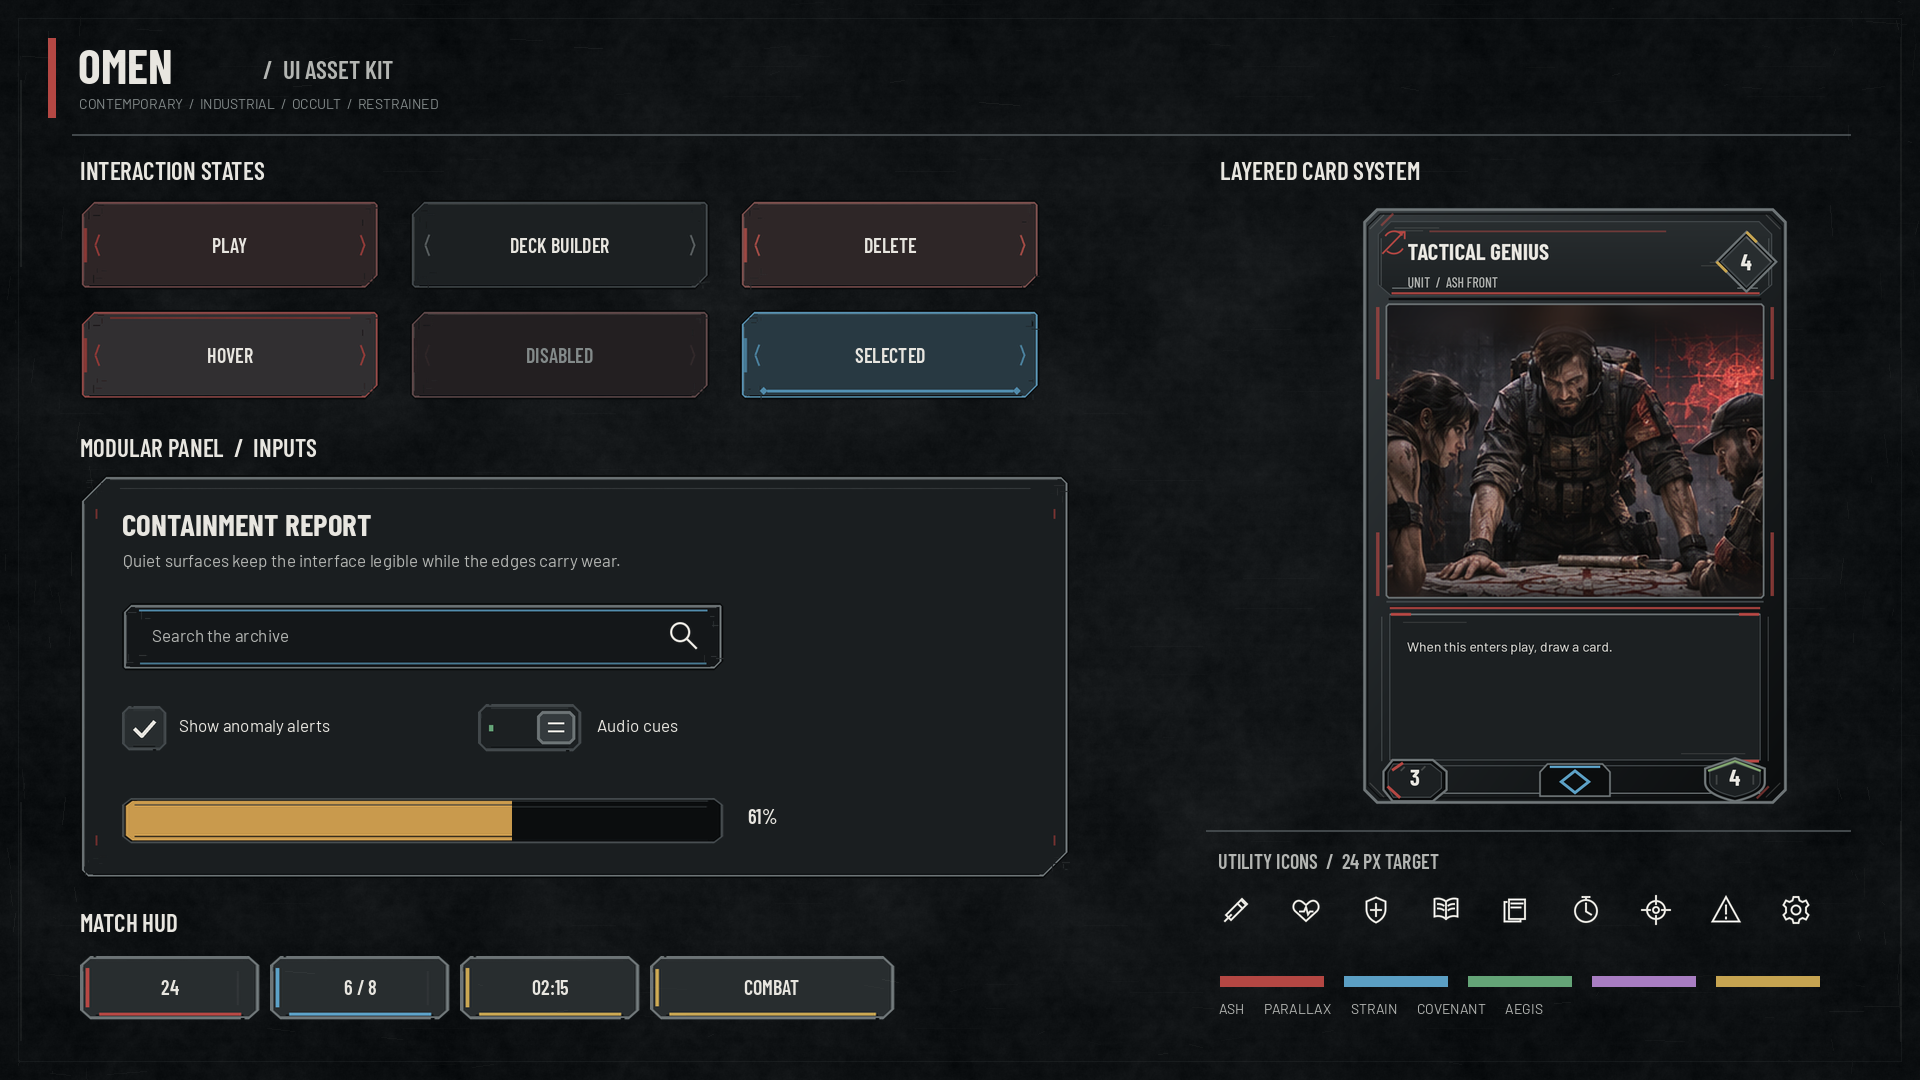 OMEN / UI ASSET KIT
CONTEMPORARY / INDUSTRIAL / OCCULT / RESTRAINED
INTERACTION STATES
PLAY
DECK BUILDER
DELETE
HOVER
DISABLED
SELECTED
MODULAR PANEL / INPUTS
CONTAINMENT REPORT
Quiet surfaces keep the interface legible while the edges carry wear.
Search the archive
Show anomaly alerts
Audio cues
61%
MATCH HUD
24
6 / 8
02:15
COMBAT
LAYERED CARD SYSTEM
TACTICAL GENIUS
4
UNIT / ASH FRONT
When this enters play, draw a card.
3
4
UTILITY ICONS / 24 PX TARGET
ASH PARALLAX STRAIN COVENANT AEGIS